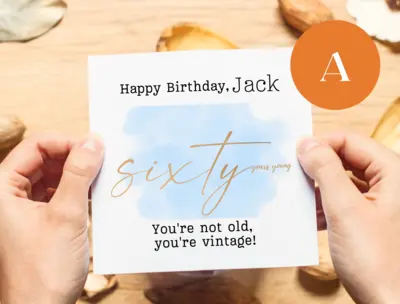 Happy Birthday, Jack
A
sixty
years young
You're not old,
you're vintage!